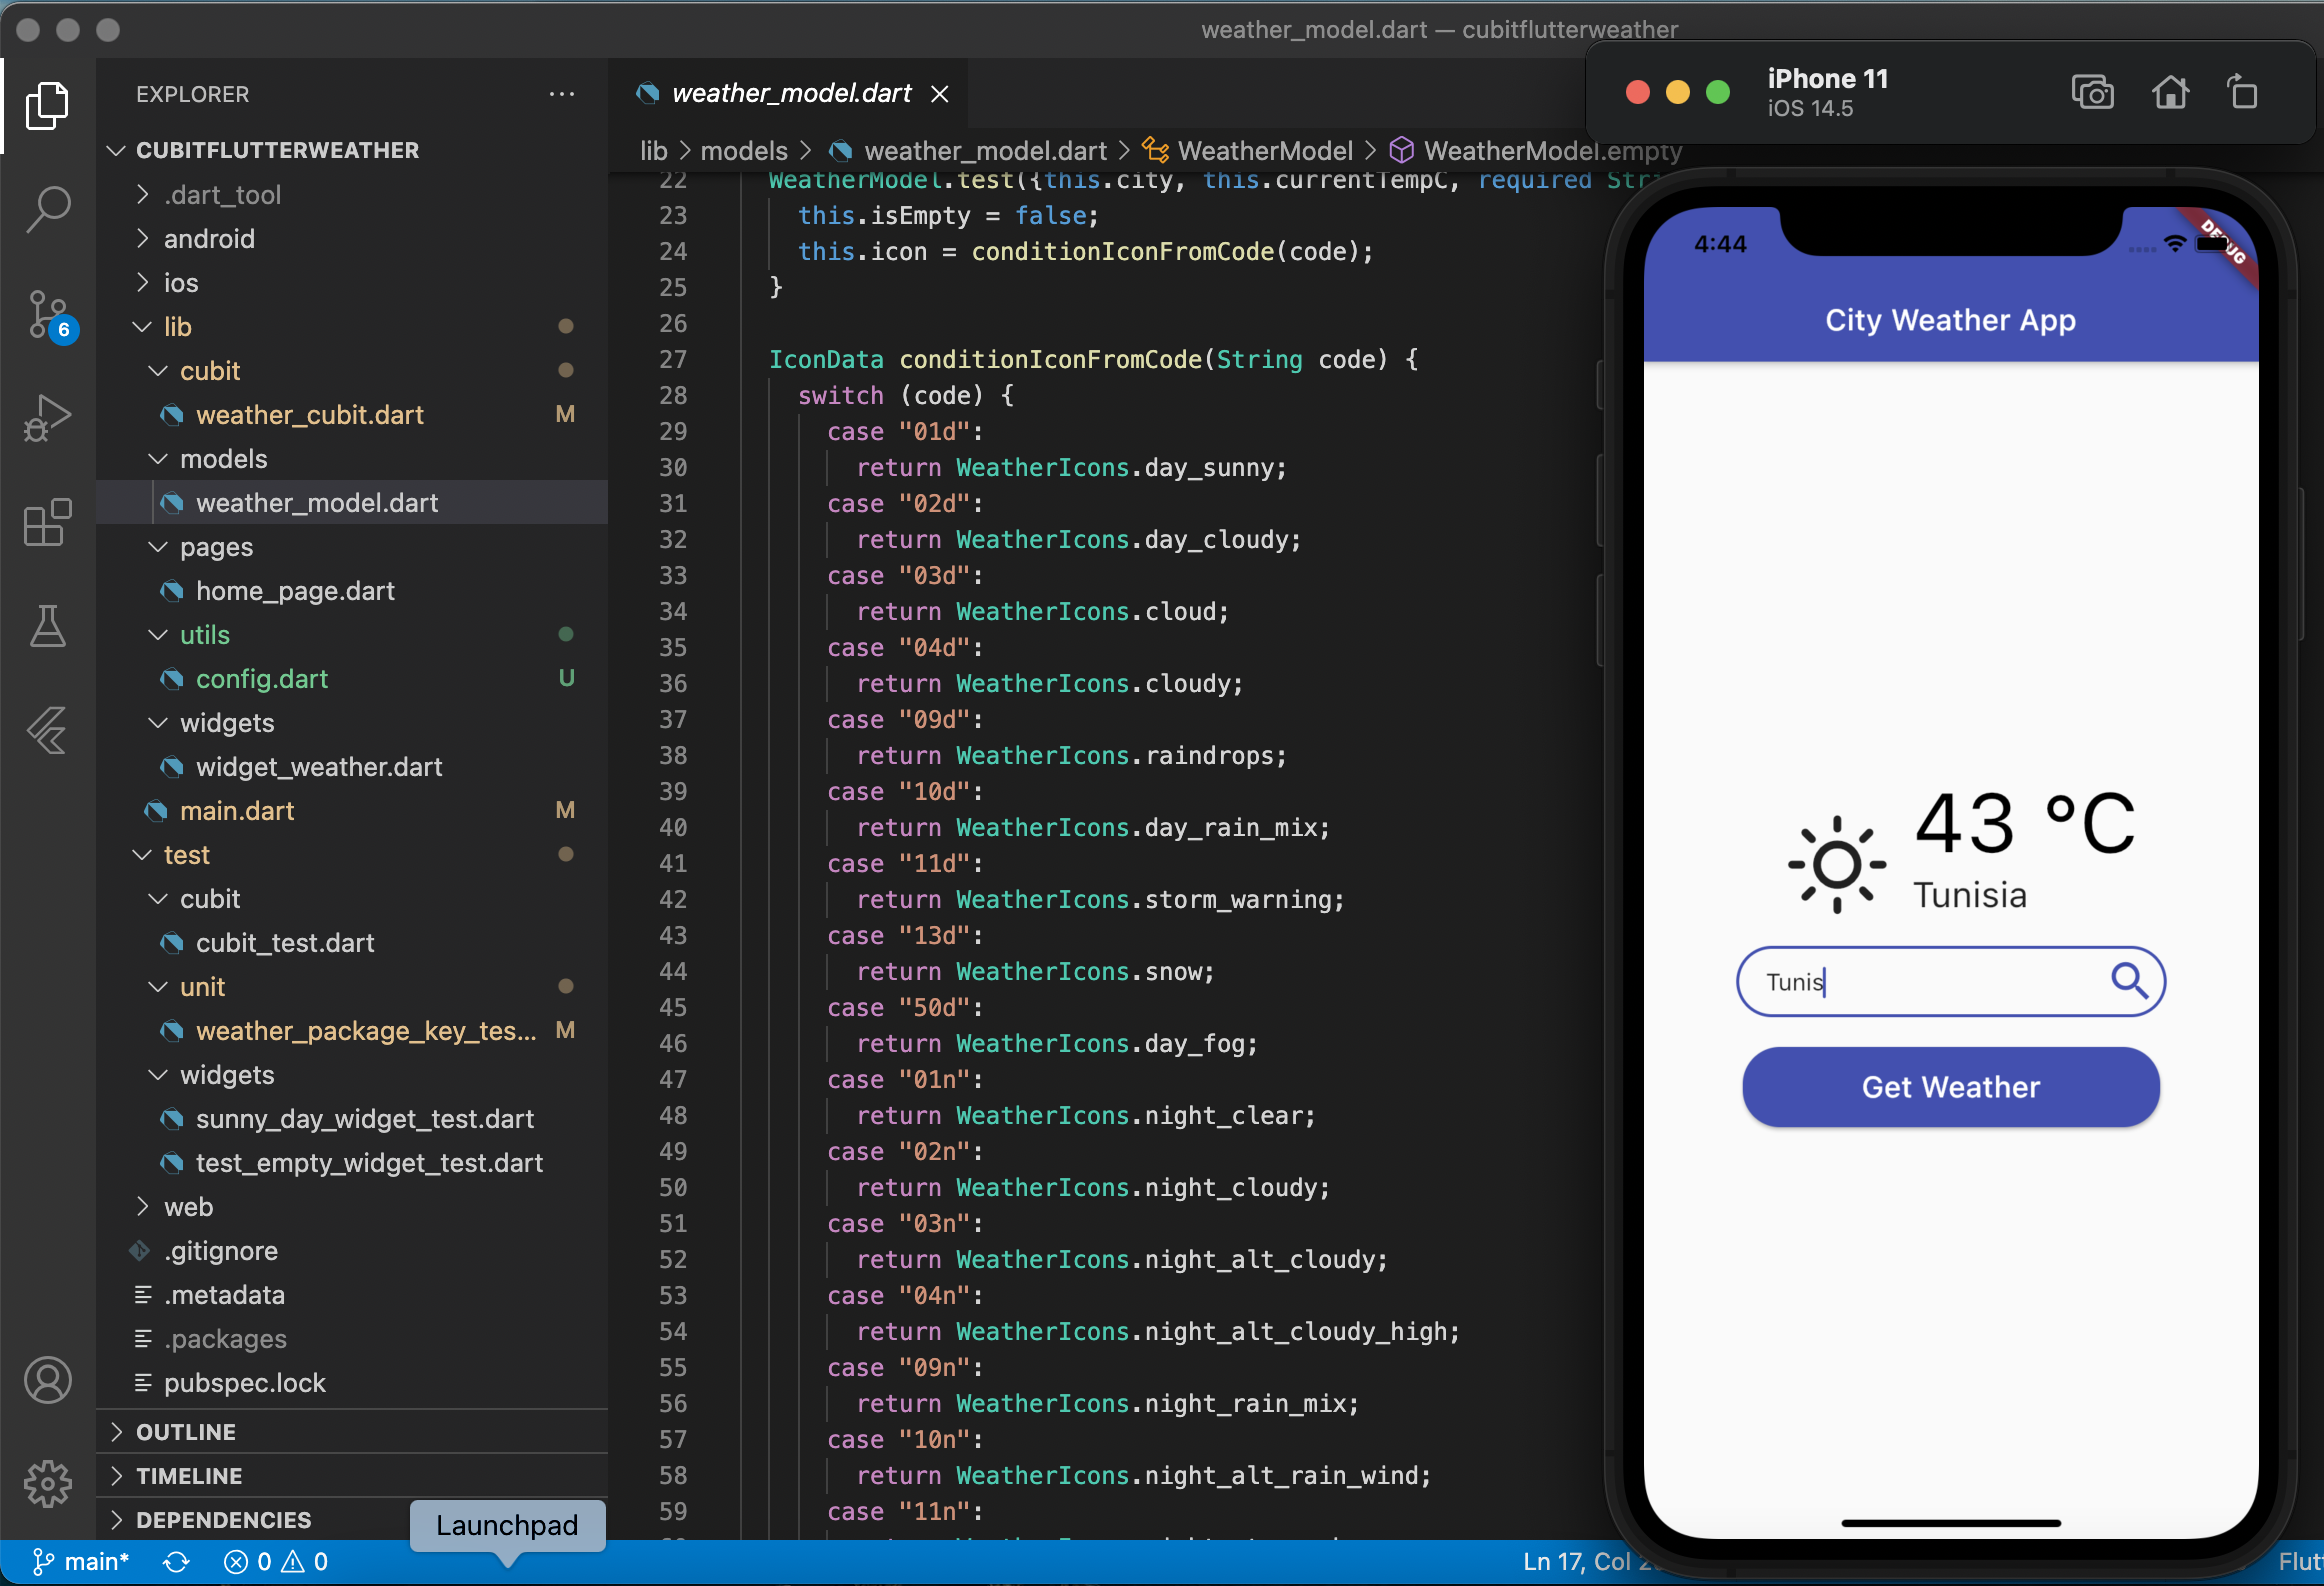 weather_model.dart — cubitflutterweather
EXPLORER
CUBITFLUTTERWEATHER
.dart_tool
android
ios
lib
cubit
weather_cubit.dart M
models
weather_model.dart
pages
home_page.dart
utils
config.dart U
widgets
widget_weather.dart
main.dart M
test
cubit
cubit_test.dart
unit
weather_package_key_tes... M
widgets
sunny_day_widget_test.dart
test_empty_widget_test.dart
web
.gitignore
.metadata
.packages
pubspec.lock
OUTLINE
TIMELINE
DEPENDENCIES
6
Launchpad
main* 0 0
weather_model.dart
lib > models > weather_model.dart > WeatherModel > WeatherModel.empty
22 WeatherModel.test({this.city, this.currentTempC, required Stri
23 this.isEmpty = false;
24 this.icon = conditionIconFromCode(code);
25 }
26
27 IconData conditionIconFromCode(String code) {
28 switch (code) {
29 case "01d":
30 return WeatherIcons.day_sunny;
31 case "02d":
32 return WeatherIcons.day_cloudy;
33 case "03d":
34 return WeatherIcons.cloud;
35 case "04d":
36 return WeatherIcons.cloudy;
37 case "09d":
38 return WeatherIcons.raindrops;
39 case "10d":
40 return WeatherIcons.day_rain_mix;
41 case "11d":
42 return WeatherIcons.storm_warning;
43 case "13d":
44 return WeatherIcons.snow;
45 case "50d":
46 return WeatherIcons.day_fog;
47 case "01n":
48 return WeatherIcons.night_clear;
49 case "02n":
50 return WeatherIcons.night_cloudy;
51 case "03n":
52 return WeatherIcons.night_alt_cloudy;
53 case "04n":
54 return WeatherIcons.night_alt_cloudy_high;
55 case "09n":
56 return WeatherIcons.night_rain_mix;
57 case "10n":
58 return WeatherIcons.night_alt_rain_wind;
59 case "11n":
Ln 17, Col
Flut
iPhone 11
iOS 14.5
4:44
DEBUG
City Weather App
43 °C
Tunisia
Tunis
Get Weather